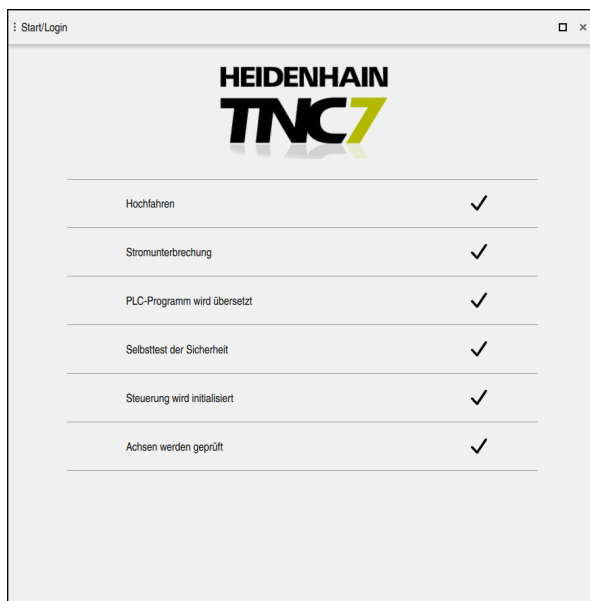 Start/Login
HEIDENHAIN
TNC7
Hochfahren
Stromunterbrechung
PLC-Programm wird übersetzt
Selbsttest der Sicherheit
Steuerung wird initialisiert
Achsen werden geprüft